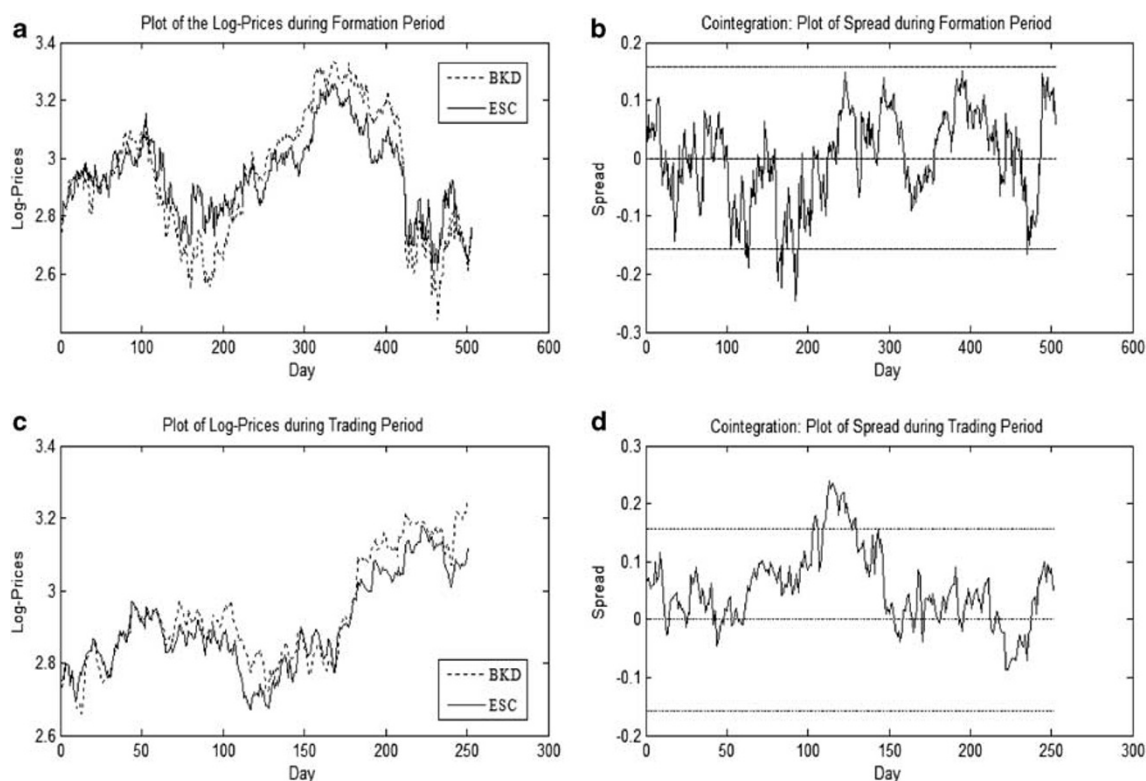 a
Plot of the Log-Prices during Formation Period
3.4
3.2
3
2.8
2.6
Log-Prices
BKD
ESC
0
100
200
300
400
500
600
Day
b
Cointegration: Plot of Spread during Formation Period
0.2
0.1
0
-0.1
-0.2
-0.3
Spread
0
100
200
300
400
500
600
Day
c
Plot of Log-Prices during Trading Period
3.4
3.2
3
2.8
2.6
Log-Prices
BKD
ESC
0
50
100
150
200
250
300
Day
d
Cointegration: Plot of Spread during Trading Period
0.3
0.2
0.1
0
-0.1
-0.2
Spread
0
50
100
150
200
250
300
Day